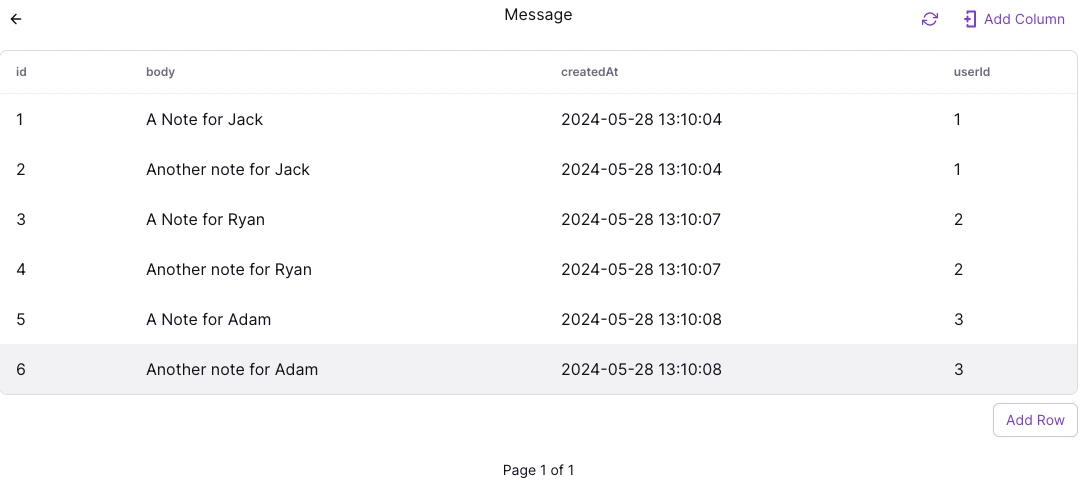 Message
Add Column
id body createdAt userId
1 A Note for Jack 2024-05-28 13:10:04 1
2 Another note for Jack 2024-05-28 13:10:04 1
3 A Note for Ryan 2024-05-28 13:10:07 2
4 Another note for Ryan 2024-05-28 13:10:07 2
5 A Note for Adam 2024-05-28 13:10:08 3
6 Another note for Adam 2024-05-28 13:10:08 3
Add Row
Page 1 of 1